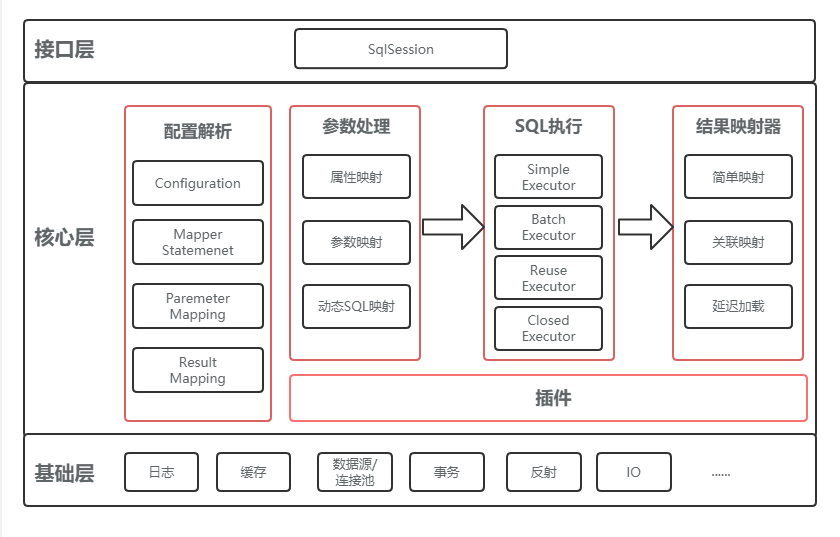 接口层
SqlSession
核心层
配置解析
Configuration
Mapper
Statemenet
Paremeter
Mapping
Result
Mapping
参数处理
属性映射
参数映射
动态SQL映射
SQL执行
Simple
Executor
Batch
Executor
Reuse
Executor
Closed
Executor
结果映射器
简单映射
关联映射
延迟加载
插件
基础层
日志
缓存
数据源/
连接池
事务
反射
IO
......